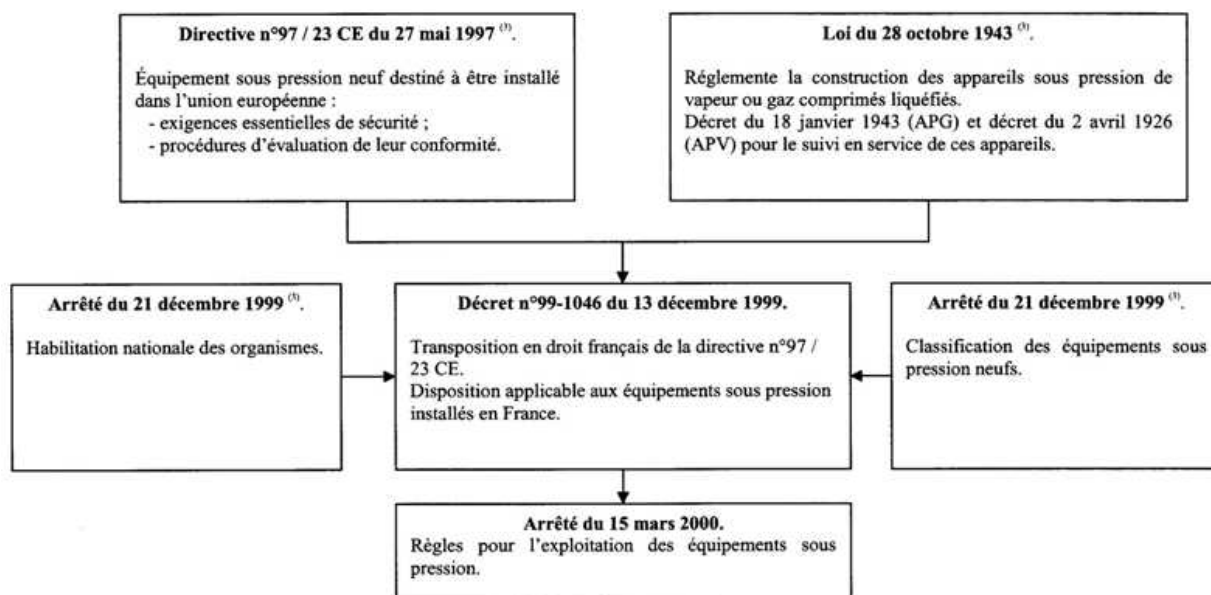 Directive n°97 / 23 CE du 27 mai 1997 (3).
Équipement sous pression neuf destiné à être installé
dans l'union européenne :
- exigences essentielles de sécurité ;
- procédures d'évaluation de leur conformité.
Loi du 28 octobre 1943 (3).
Réglemente la construction des appareils sous pression de
vapeur ou gaz comprimés liquéfiés.
Décret du 18 janvier 1943 (APG) et décret du 2 avril 1926
(APV) pour le suivi en service de ces appareils.
Arrêté du 21 décembre 1999 (3).
Habilitation nationale des organismes.
Décret n°99-1046 du 13 décembre 1999.
Transposition en droit français de la directive n°97 /
23 CE.
Disposition applicable aux équipements sous pression
installés en France.
Arrêté du 21 décembre 1999 (3).
Classification des équipements sous
pression neufs.
Arrêté du 15 mars 2000.
Règles pour l'exploitation des équipements sous
pression.